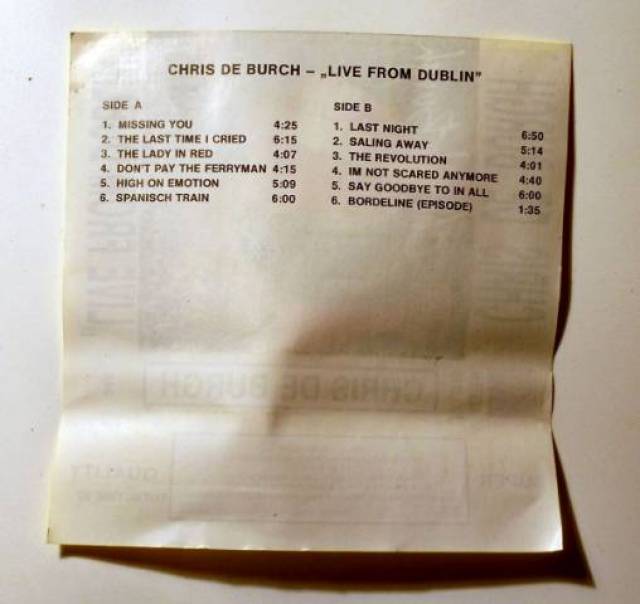 CHRIS DE BURCH – „LIVE FROM DUBLIN"
SIDE A
1. MISSING YOU 4:25
2. THE LAST TIME I CRIED 6:15
3. THE LADY IN RED 4:07
4. DON'T PAY THE FERRYMAN 4:15
5. HIGH ON EMOTION 5:09
6. SPANISCH TRAIN 6:00
SIDE B
1. LAST NIGHT 6:50
2. SALING AWAY 5:14
3. THE REVOLUTION 4:01
4. IM NOT SCARED ANYMORE 4:40
5. SAY GOODBYE TO IN ALL 6:00
6. BORDELINE (EPISODE) 1:35
CHRIS DE BURGH
QUALITY